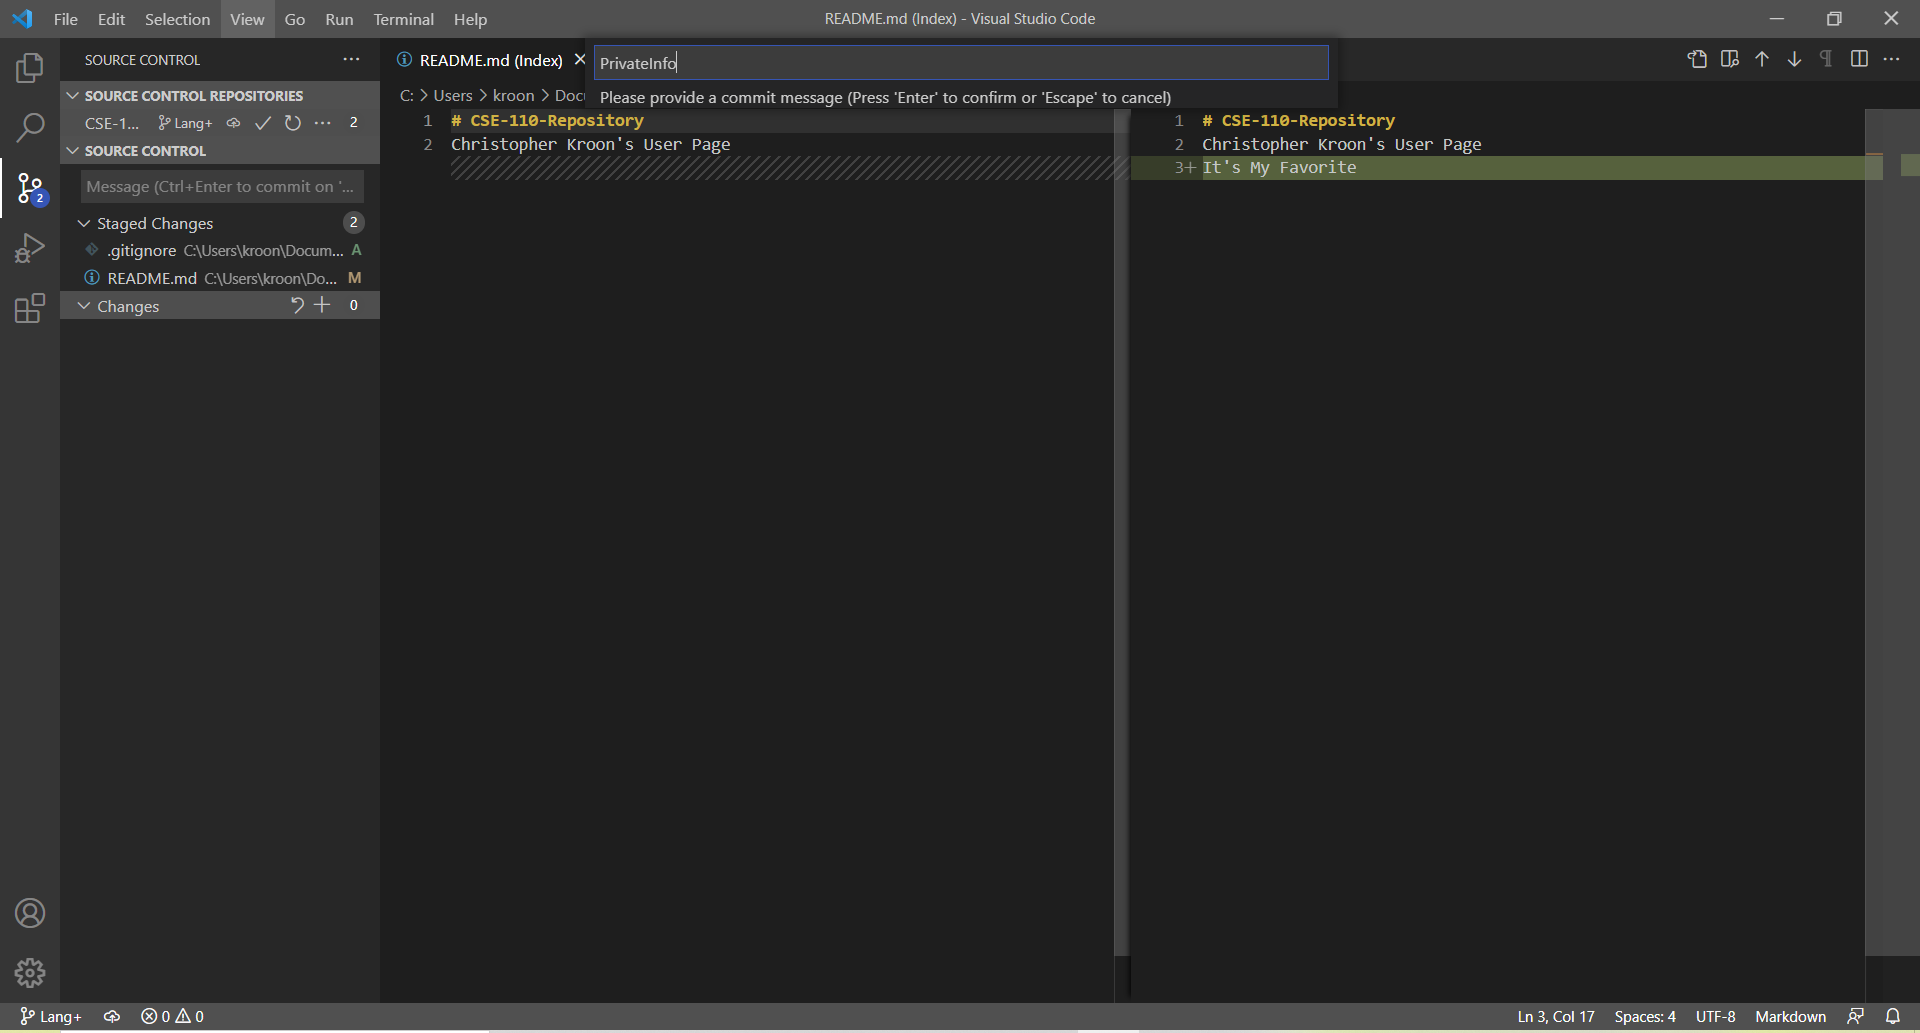 File Edit Selection View Go Run Terminal Help
README.md (Index) - Visual Studio Code
SOURCE CONTROL
SOURCE CONTROL REPOSITORIES
CSE-1... Lang+ 2
SOURCE CONTROL
Message (Ctrl+Enter to commit on '...
Staged Changes 2
.gitignore C:\Users\kroon\Docum... A
README.md C:\Users\kroon\Do... M
Changes 0
2
README.md (Index)
PrivateInfo
Please provide a commit message (Press 'Enter' to confirm or 'Escape' to cancel)
C: > Users > kroon >
1 # CSE-110-Repository
2 Christopher Kroon's User Page
1 # CSE-110-Repository
2 Christopher Kroon's User Page
3+ It's My Favorite
Lang+ 0 0
Ln 3, Col 17 Spaces: 4 UTF-8 Markdown